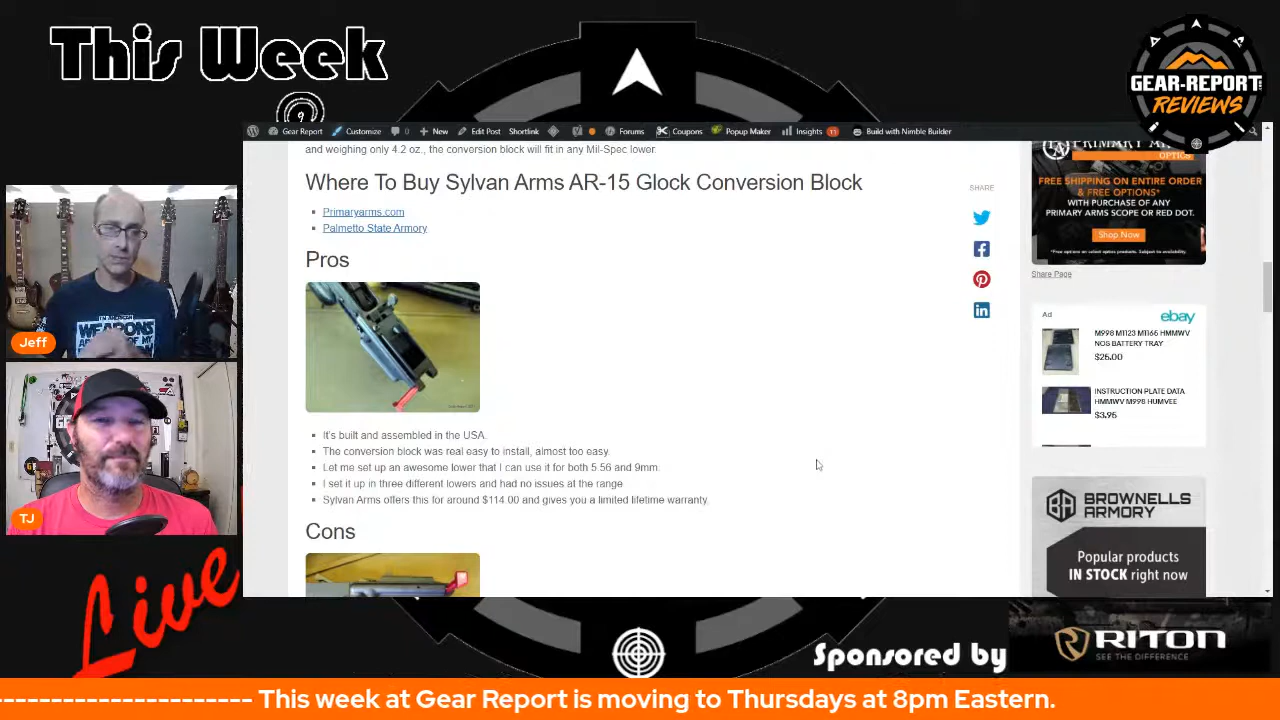 This Week
@
GEAR-REPORT
REVIEWS
Gear Report Customize 0 New Edit Post Shortlink Forums Coupons Popup Maker Insights 11 Build with Nimble Builder
and weighing only 4.2 oz., the conversion block will fit in any Mil-Spec lower.
Where To Buy Sylvan Arms AR-15 Glock Conversion Block
Primaryarms.com
Palmetto State Armory
Pros
It's built and assembled in the USA.
The conversion block was real easy to install, almost too easy.
Let me set up an awesome lower that I can use it for both 5.56 and 9mm.
I set it up in three different lowers and had no issues at the range
Sylvan Arms offers this for around $114.00 and gives you a limited lifetime warranty.
Cons
SHARE
OPTICS
FREE SHIPPING ON ENTIRE ORDER
& FREE OPTIONS*
WITH PURCHASE OF ANY
PRIMARY ARMS SCOPE OR RED DOT.
Shop Now
Share Page
Ad
ebay
M998 M1123 M1165 HMMWV
NOS BATTERY TRAY
$25.00
INSTRUCTION PLATE DATA
HMMWV M998 HUMVEE
$3.95
BROWNELLS
ARMORY
Popular products
IN STOCK right now
WEAPONS
Jeff
TJ
Live
Sponsored by
RITON
SEE THE DIFFERENCE
---------------------- This week at Gear Report is moving to Thursdays at 8pm Eastern.